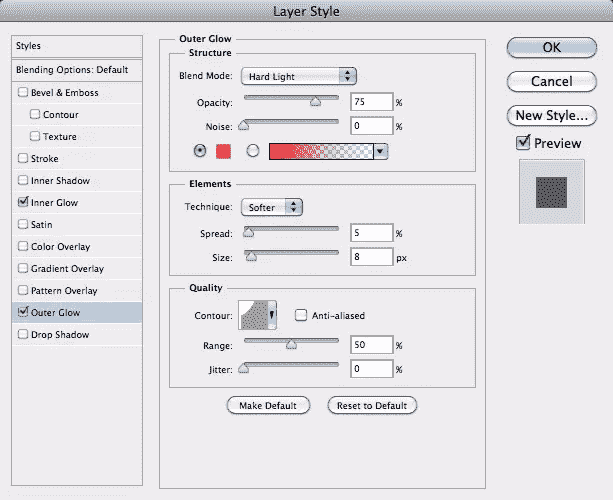 Layer Style
Styles
Blending Options: Default
Bevel & Emboss
Contour
Texture
Stroke
Inner Shadow
Inner Glow
Satin
Color Overlay
Gradient Overlay
Pattern Overlay
Outer Glow
Drop Shadow
Outer Glow
Structure
Blend Mode: Hard Light
Opacity: 75 %
Noise: 0 %
Elements
Technique: Softer
Spread: 5 %
Size: 8 px
Quality
Contour: Anti-aliased
Range: 50 %
Jitter: 0 %
Make Default Reset to Default
OK
Cancel
New Style...
Preview